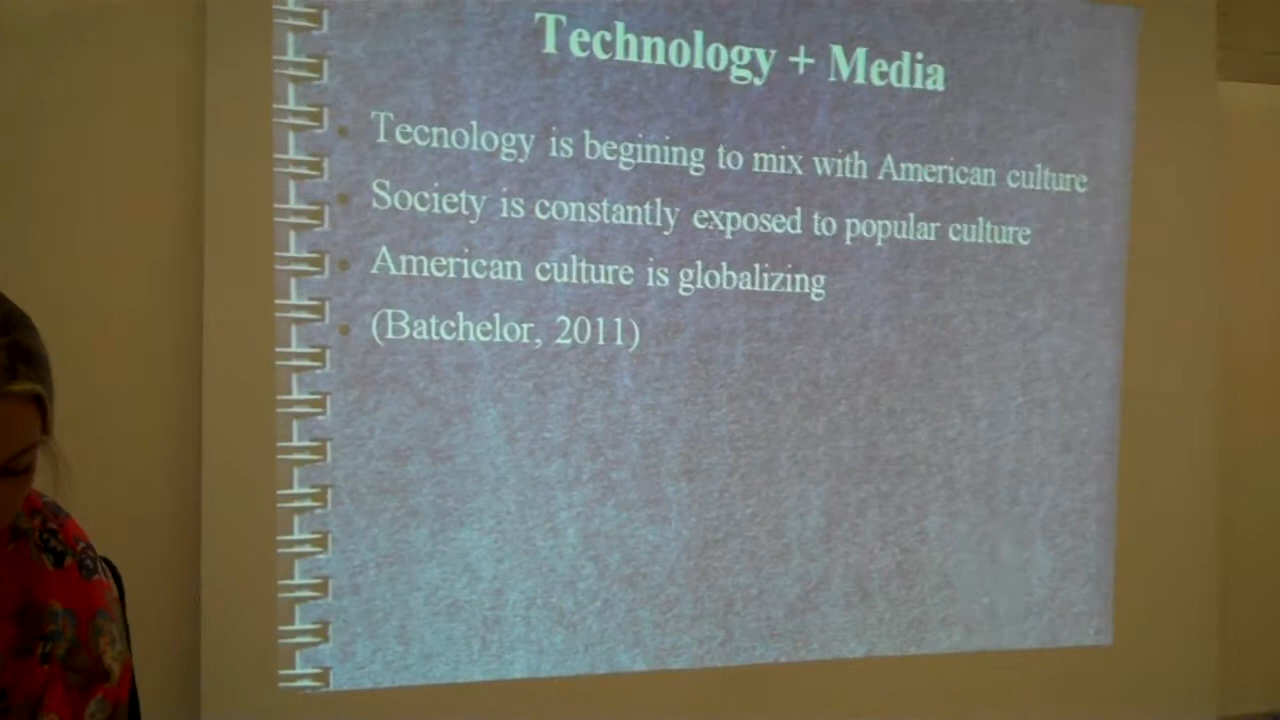 Technology + Media
Tecnology is begining to mix with American culture
Society is constantly exposed to popular culture
American culture is globalizing
(Batchelor, 2011)